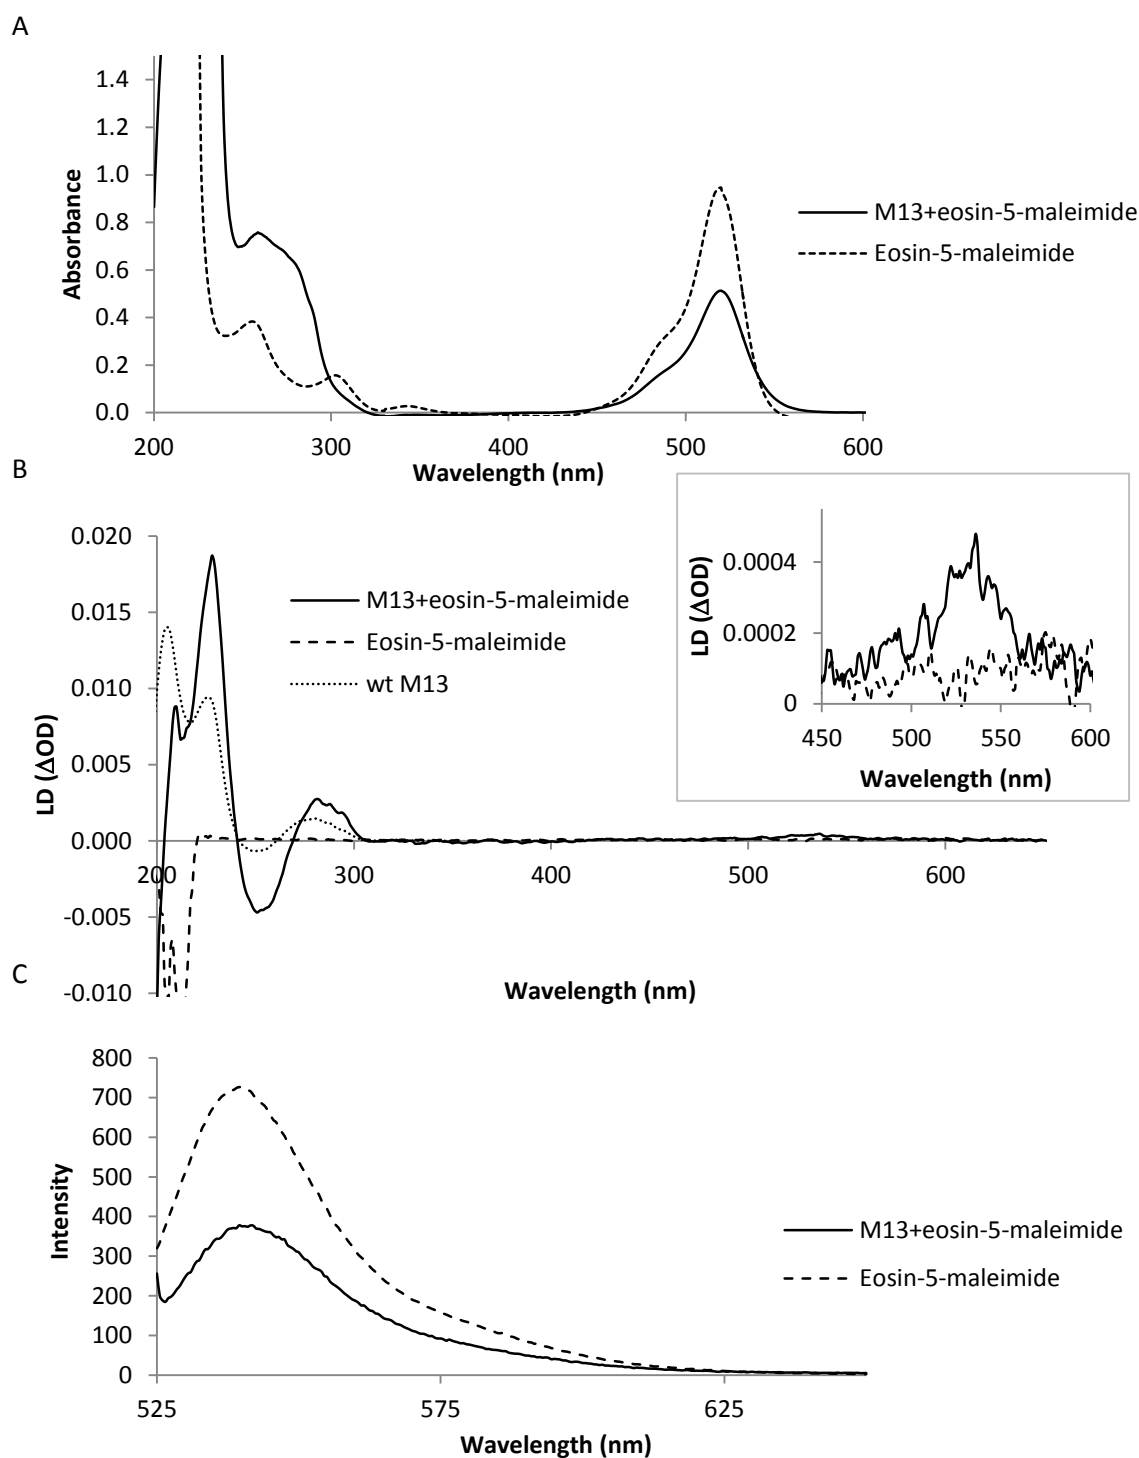 A
1.4
1.2
1.0
0.8
0.6
0.4
0.2
0.0
Absorbance
M13+eosin-5-maleimide
Eosin-5-maleimide
200 300 400 500 600
Wavelength (nm)
B
0.020
0.015
0.010
0.005
0.000
-0.005
-0.010
LD (ΔOD)
M13+eosin-5-maleimide
Eosin-5-maleimide
wt M13
200 300 400 500 600
Wavelength (nm)
0.0004
0.0002
0
LD (ΔOD)
450 500 550 600
Wavelength (nm)
C
800
700
600
500
400
300
200
100
0
Intensity
M13+eosin-5-maleimide
Eosin-5-maleimide
525 575 625
Wavelength (nm)